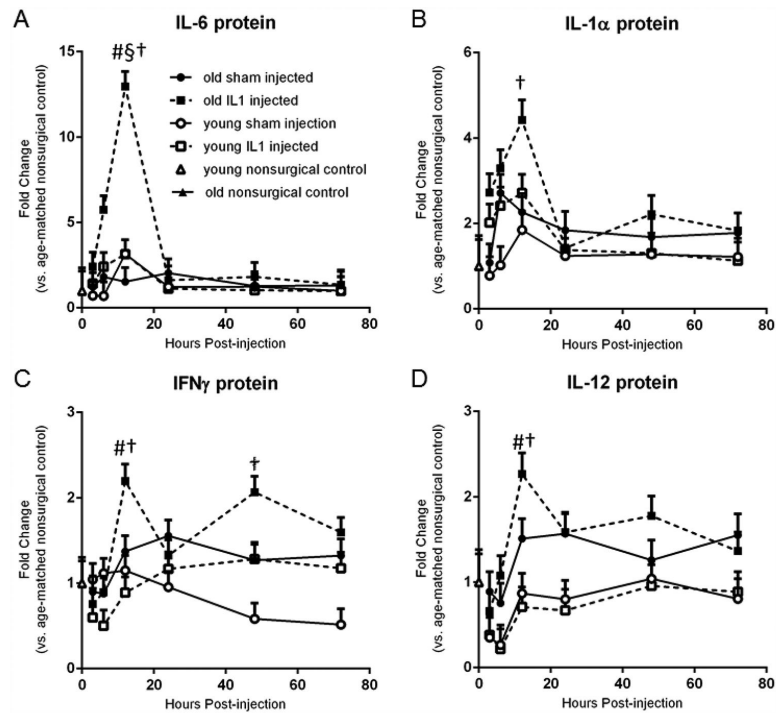 A
IL-6 protein
#§†
15
10
5
0
0
20
40
60
80
Fold Change
(vs. age-matched nonsurgical control)
Hours Post-injection
old sham injected
old IL1 injected
young sham injection
young IL1 injected
young nonsurgical control
old nonsurgical control
B
IL-1α protein
†
6
4
2
0
0
20
40
60
80
Fold Change
(vs. age-matched nonsurgical control)
Hours Post-injection
C
IFNγ protein
#†
†
3
2
1
0
0
20
40
60
80
Fold Change
(vs. age-matched nonsurgical control)
Hours Post-injection
D
IL-12 protein
#†
3
2
1
0
0
20
40
60
80
Fold Change
(vs. age-matched nonsurgical control)
Hours Post-injection